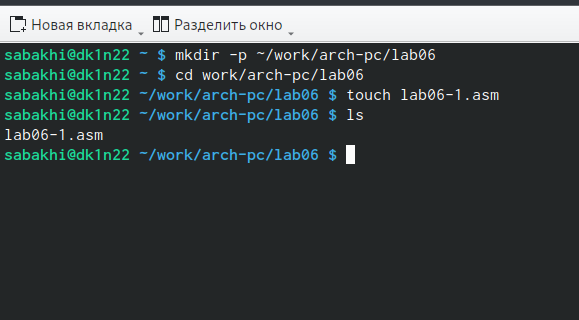 Новая вкладка Разделить окно
sabakhi@dk1n22 ~ $ mkdir -p ~/work/arch-pc/lab06
sabakhi@dk1n22 ~ $ cd work/arch-pc/lab06
sabakhi@dk1n22 ~/work/arch-pc/lab06 $ touch lab06-1.asm
sabakhi@dk1n22 ~/work/arch-pc/lab06 $ ls
lab06-1.asm
sabakhi@dk1n22 ~/work/arch-pc/lab06 $